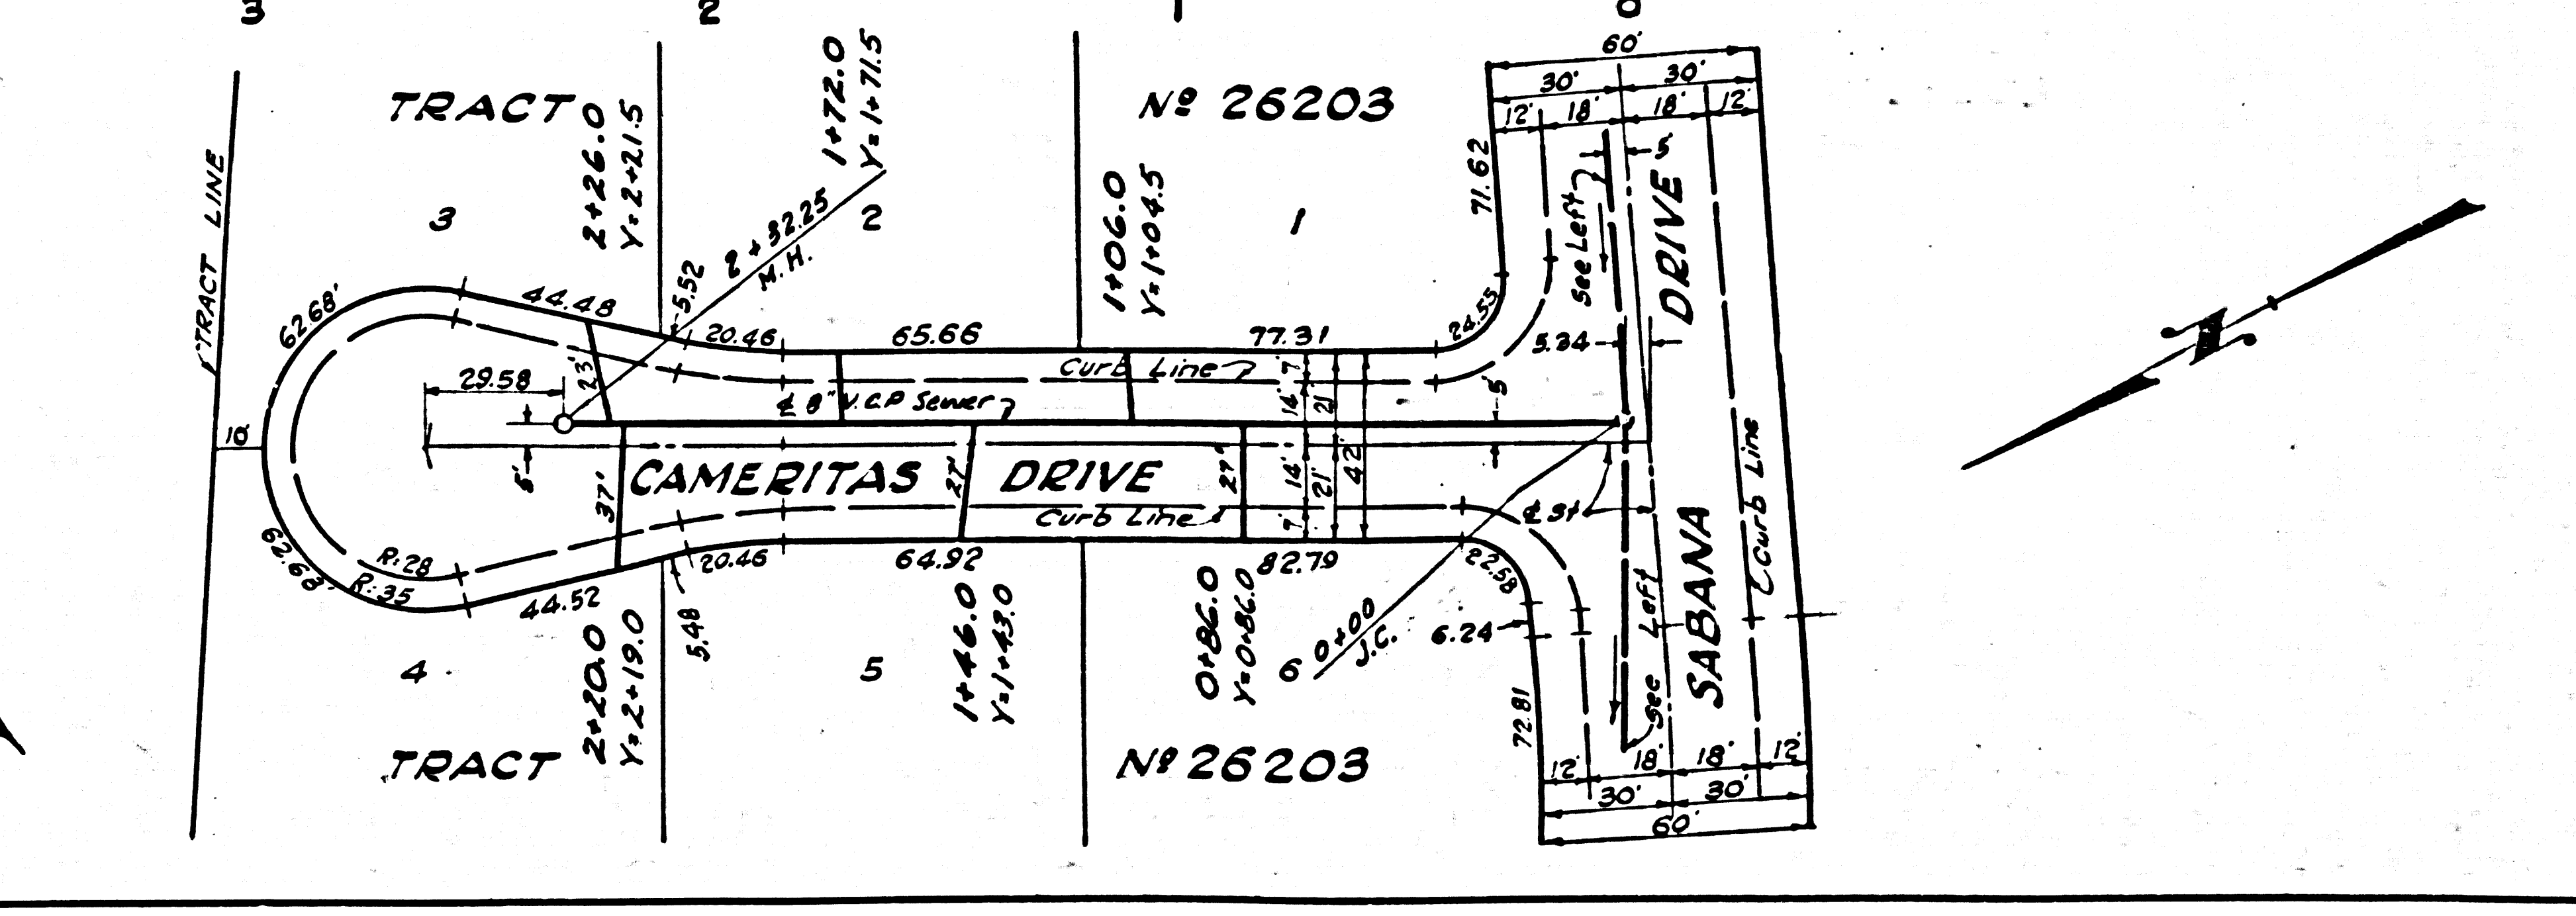 3
2
1
0
60'
30'
30'
12'
18'
18'
12'
TRACT
Nº 26203
2+26.0
Y=2+21.5
1+72.0
Y=1+71.5
1+06.0
Y=1+04.5
TRACT LINE
3
2
1
2+32.25
M.H.
5.52
71.62
5'
See Left
DRIVE
62.68'
44.48
20.46
65.66
77.31
24.55
5.34
Curb Line
7'
23'
29.58
₵ 8" V.C.P Sewer
14'
21'
5'
10'
5'
37'
CAMERITAS
27'
DRIVE
27'
14'
21'
42'
₵ St
Curb Line
7'
Curb Line
SABANA
62.68'
R:28
R:35
44.52
20.46
64.92
82.79
22.58
5.48
6.24
See Left
2+20.0
Y=2+19.0
1+46.0
Y=1+43.0
0+86.0
Y=0+86.0
0+00
J.C.
4
5
6
72.81
TRACT
Nº 26203
12'
18'
18'
12'
30'
30'
60'